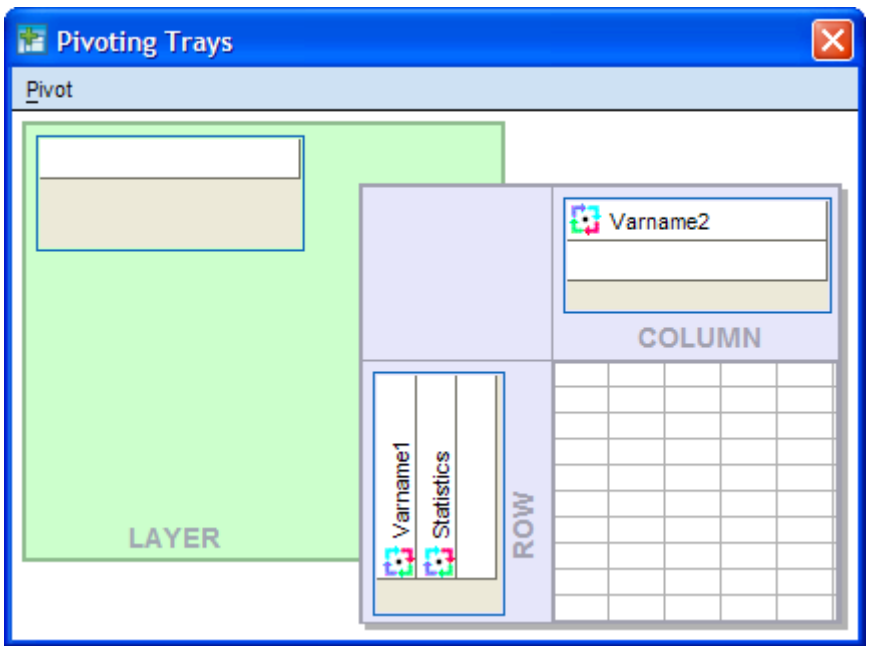 Pivoting Trays
Pivot
Varname2
COLUMN
Varname1
Statistics
ROW
LAYER